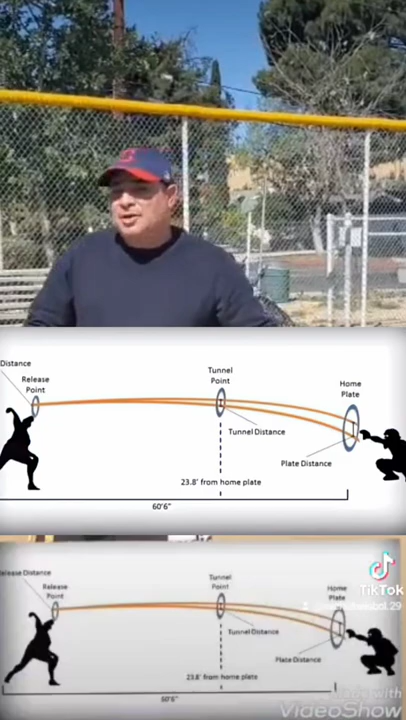 Distance
Release
Point
Tunnel
Point
Home
Plate
Tunnel Distance
Plate Distance
23.8' from home plate
60'6"
Release Distance
Release
Point
Tunnel
Point
Home
Plate
Tunnel Distance
Plate Distance
23.8' from home plate
60'6"
TikTok
VideoShow